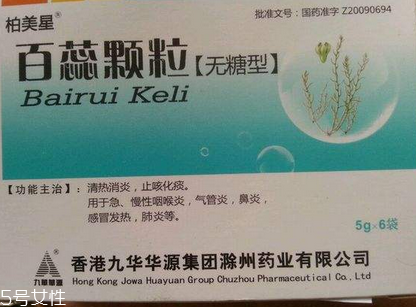 柏美星®
批准文号：国药准字 Z20090694
百蕊颗粒【无糖型】
Bairui Keli
【功能主治】：清热消炎，止咳化痰。
用于急、慢性咽喉炎，气管炎，鼻炎，
感冒发热，肺炎等。
5g×6袋
九華華源
香港九华华源集团滁州药业有限公司
Hong Kong Jowa Huayuan Group Chuzhou Pharmaceutical Co., Ltd
5号女性